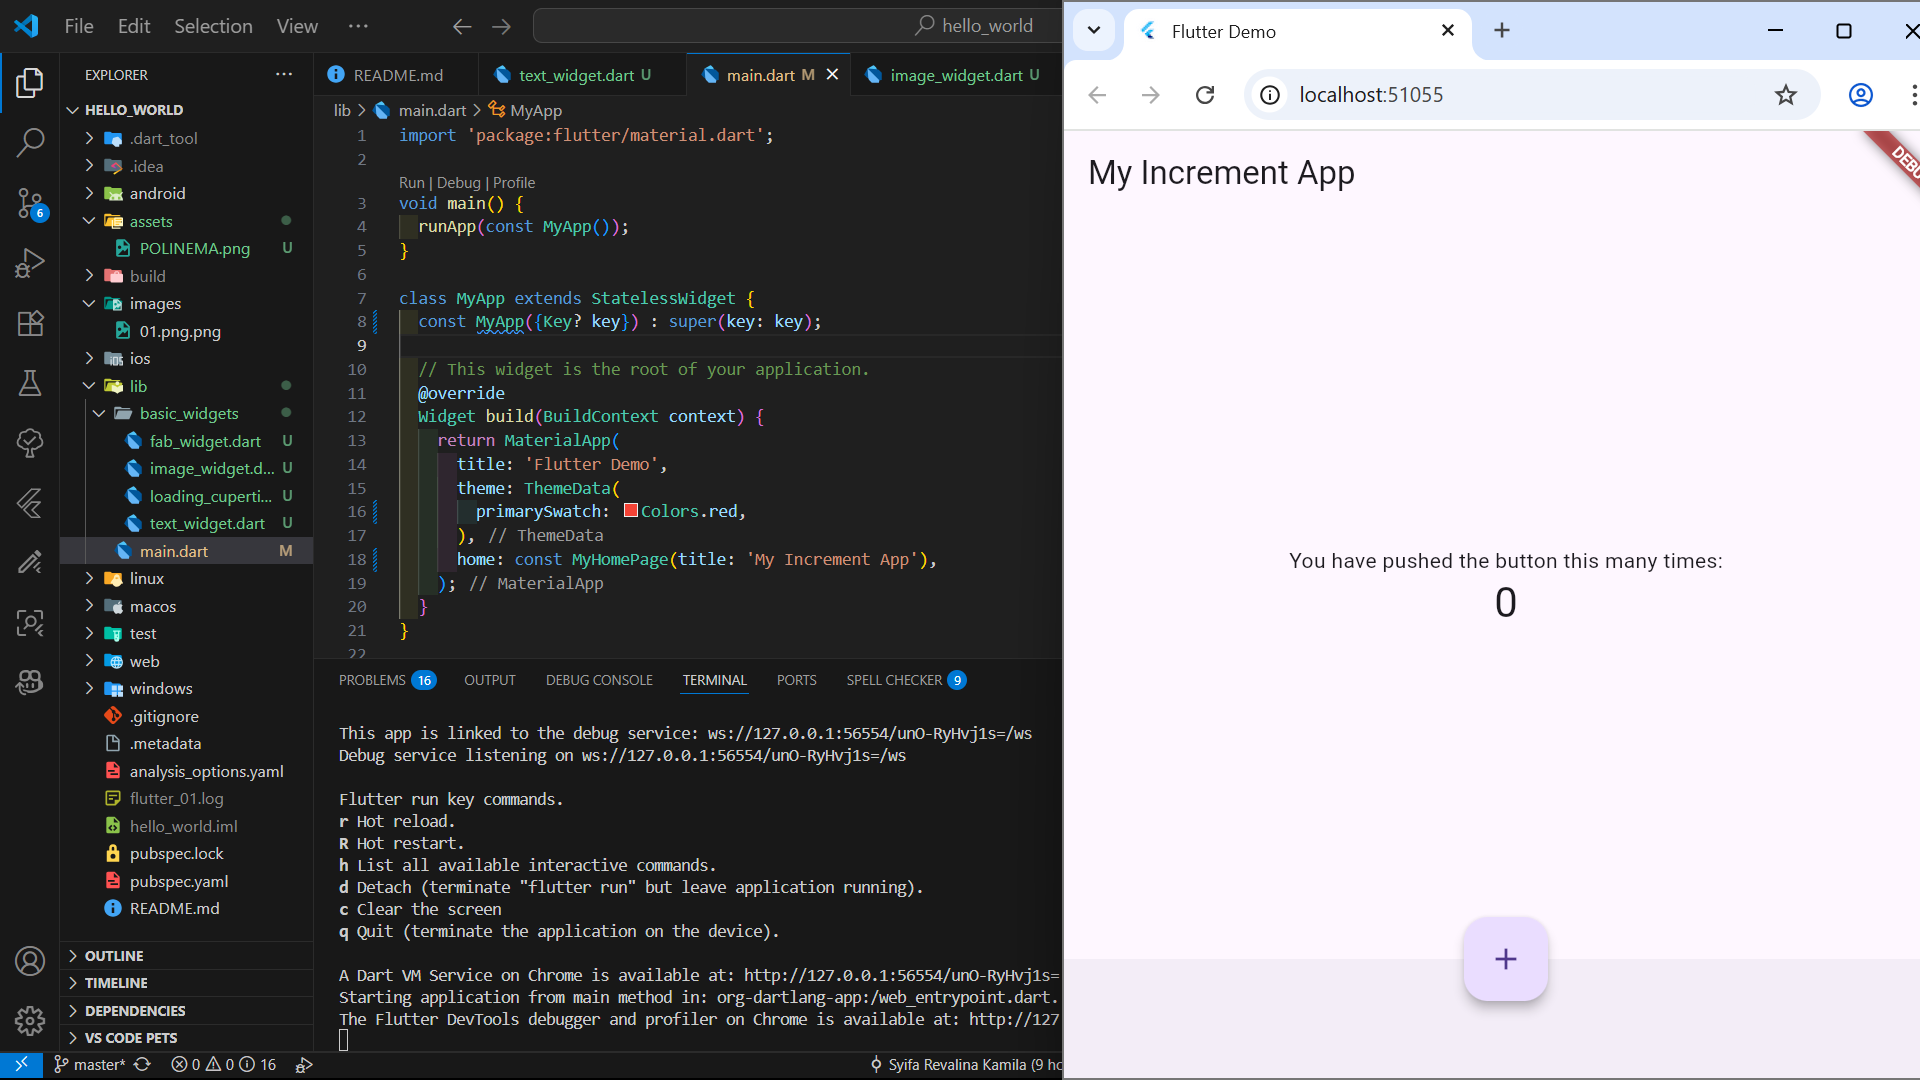 File Edit Selection View ··· hello_world
EXPLORER ···
HELLO_WORLD
.dart_tool
.idea
android
assets
POLINEMA.png U
build
images
01.png.png
ios
lib
basic_widgets
fab_widget.dart U
image_widget.d... U
loading_cuperti... U
text_widget.dart U
main.dart M
linux
macos
test
web
windows
.gitignore
.metadata
analysis_options.yaml
flutter_01.log
hello_world.iml
pubspec.lock
pubspec.yaml
README.md
OUTLINE
TIMELINE
DEPENDENCIES
VS CODE PETS
6
README.md text_widget.dart U main.dart M image_widget.dart U
lib > main.dart > MyApp
1 import 'package:flutter/material.dart';
2
Run | Debug | Profile
3 void main() {
4 runApp(const MyApp());
5 }
6
7 class MyApp extends StatelessWidget {
8 const MyApp({Key? key}) : super(key: key);
9
10 // This widget is the root of your application.
11 @override
12 Widget build(BuildContext context) {
13 return MaterialApp(
14 title: 'Flutter Demo',
15 theme: ThemeData(
16 primarySwatch: Colors.red,
17 ), // ThemeData
18 home: const MyHomePage(title: 'My Increment App'),
19 ); // MaterialApp
20 }
21 }
22
PROBLEMS 16 OUTPUT DEBUG CONSOLE TERMINAL PORTS SPELL CHECKER 9
This app is linked to the debug service: ws://127.0.0.1:56554/unO-RyHvj1s=/ws
Debug service listening on ws://127.0.0.1:56554/unO-RyHvj1s=/ws
Flutter run key commands.
r Hot reload.
R Hot restart.
h List all available interactive commands.
d Detach (terminate "flutter run" but leave application running).
c Clear the screen
q Quit (terminate the application on the device).
A Dart VM Service on Chrome is available at: http://127.0.0.1:56554/unO-RyHvj1s=
Starting application from main method in: org-dartlang-app:/web_entrypoint.dart.
The Flutter DevTools debugger and profiler on Chrome is available at: http://127
master* 0 0 16 Syifa Revalina Kamila (9 ho
Flutter Demo
localhost:51055
My Increment App
DEBU
You have pushed the button this many times:
0
+